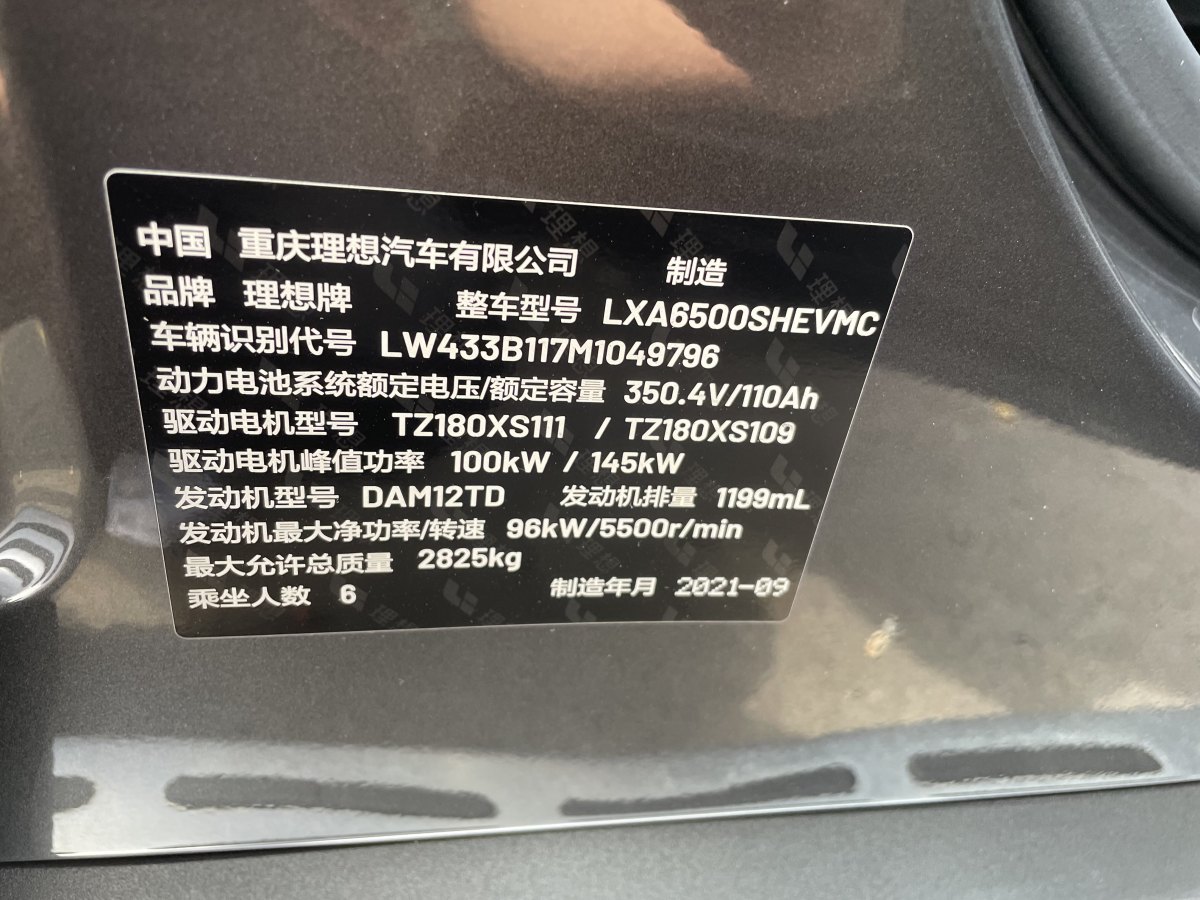 中国 重庆理想汽车有限公司 制造
品牌 理想牌 整车型号 LXA6500SHEVMC
车辆识别代号 LW433B117M1049796
动力电池系统额定电压/额定容量 350.4V/110Ah
驱动电机型号 TZ180XS111 / TZ180XS109
驱动电机峰值功率 100kW / 145kW
发动机型号 DAM12TD 发动机排量 1199mL
发动机最大净功率/转速 96kW/5500r/min
最大允许总质量 2825kg
乘坐人数 6 制造年月 2021-09